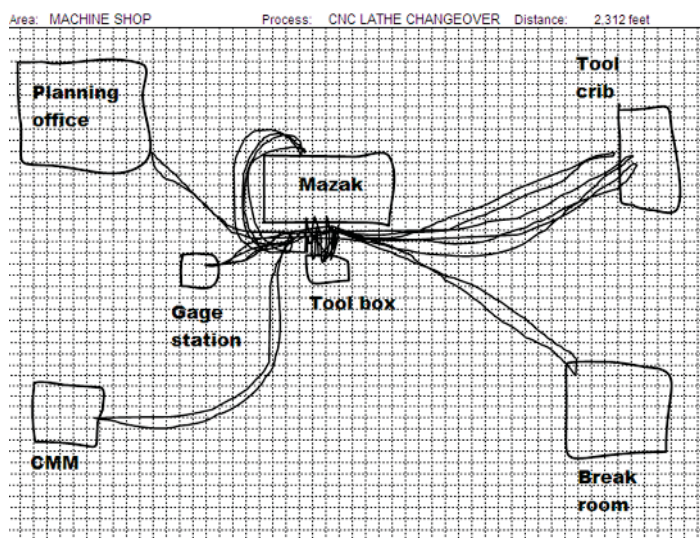 Area: MACHINE SHOP Process: CNC LATHE CHANGEOVER Distance: 2,312 feet
Tool
crib
Planning
office
Mazak
Tool box
Gage
station
CMM
Break
room